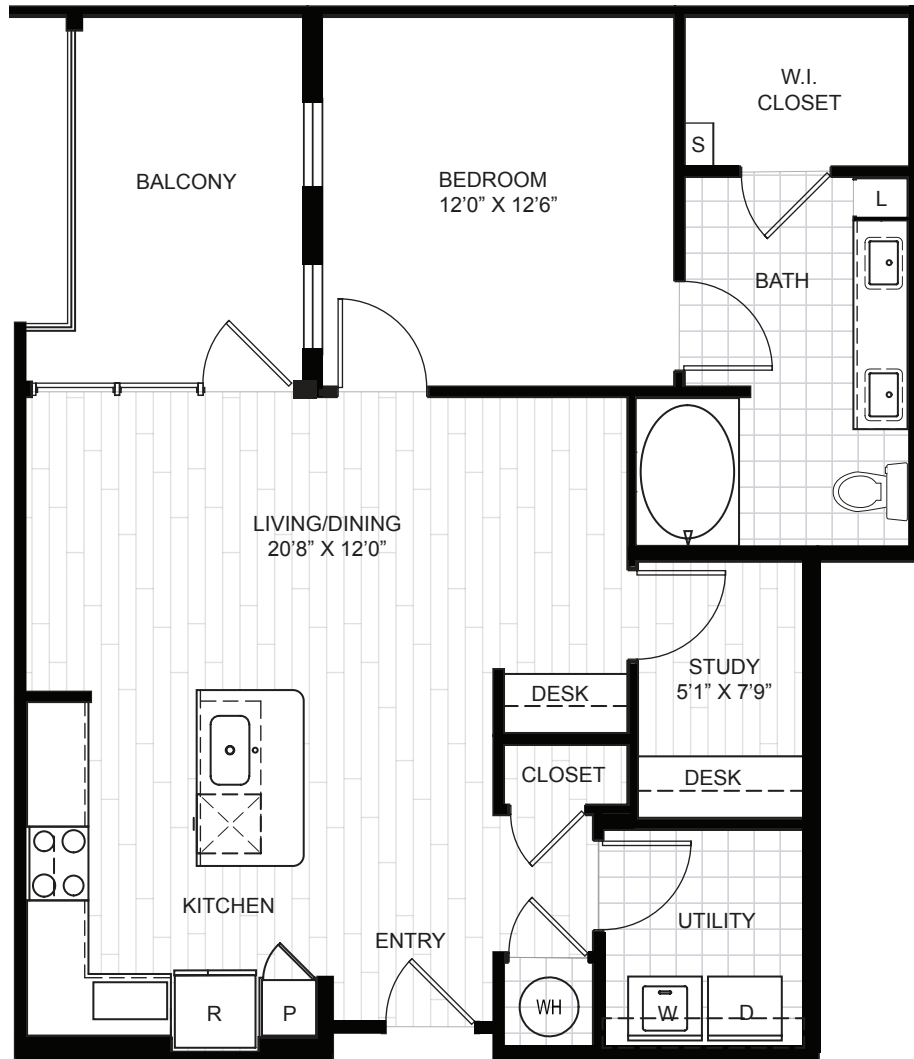 W.I.
CLOSET
S
BALCONY
BEDROOM
12’0” X 12’6”
L
BATH
LIVING/DINING
20’8” X 12’0”
STUDY
5’1” X 7’9”
DESK
CLOSET
DESK
KITCHEN
UTILITY
ENTRY
R
P
WH
W
D